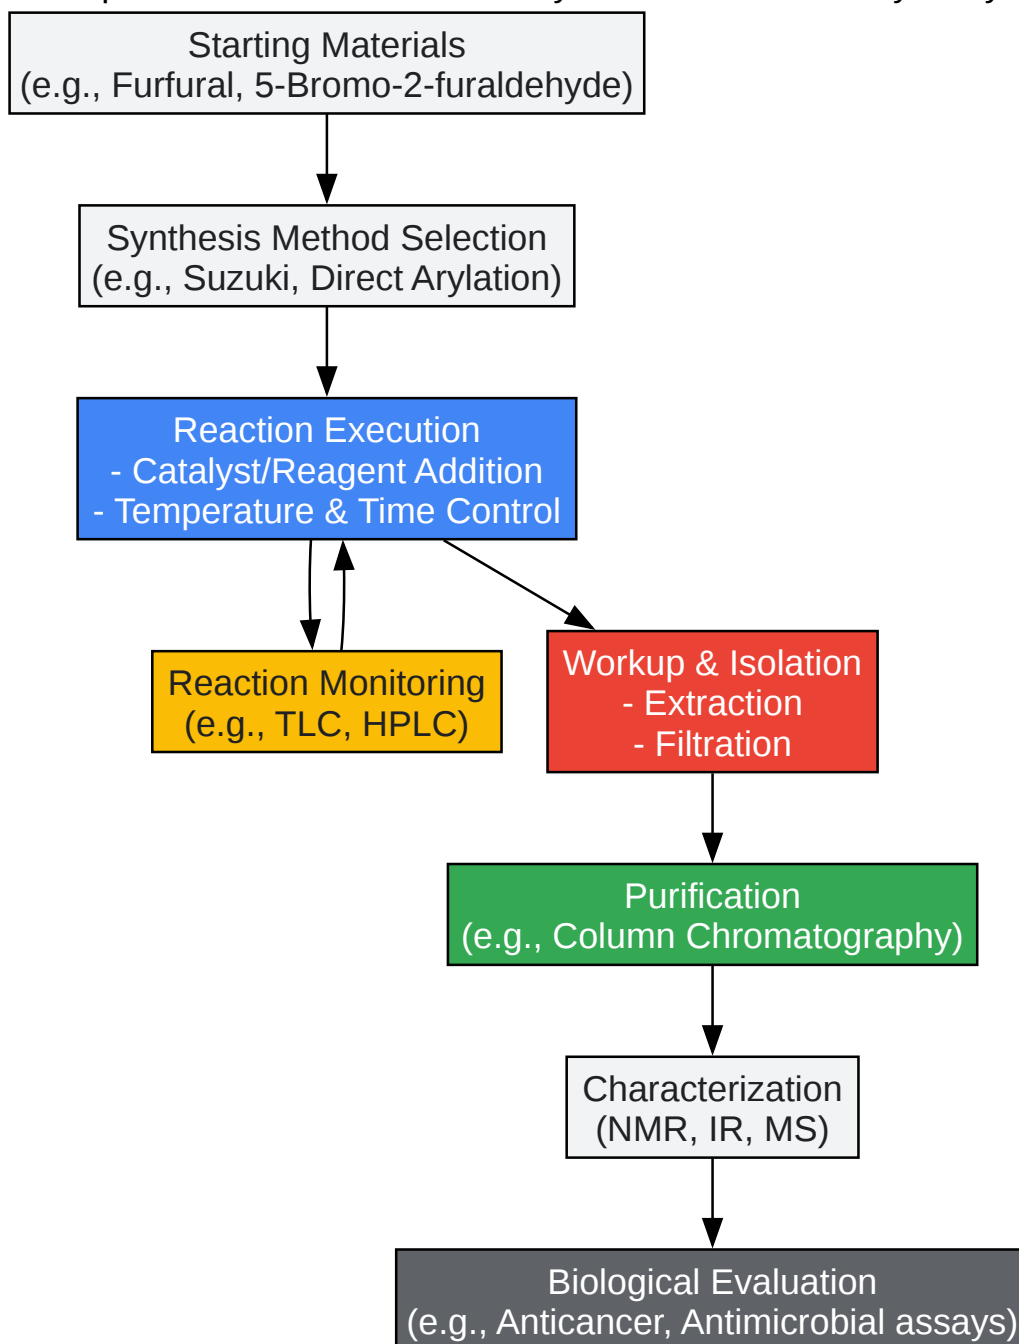 Starting Materials
(e.g., Furfural, 5-Bromo-2-furaldehyde)
Synthesis Method Selection
(e.g., Suzuki, Direct Arylation)
Reaction Execution
- Catalyst/Reagent Addition
- Temperature & Time Control
Reaction Monitoring
(e.g., TLC, HPLC)
Workup & Isolation
- Extraction
- Filtration
Purification
(e.g., Column Chromatography)
Characterization
(NMR, IR, MS)
Biological Evaluation
(e.g., Anticancer, Antimicrobial assays)